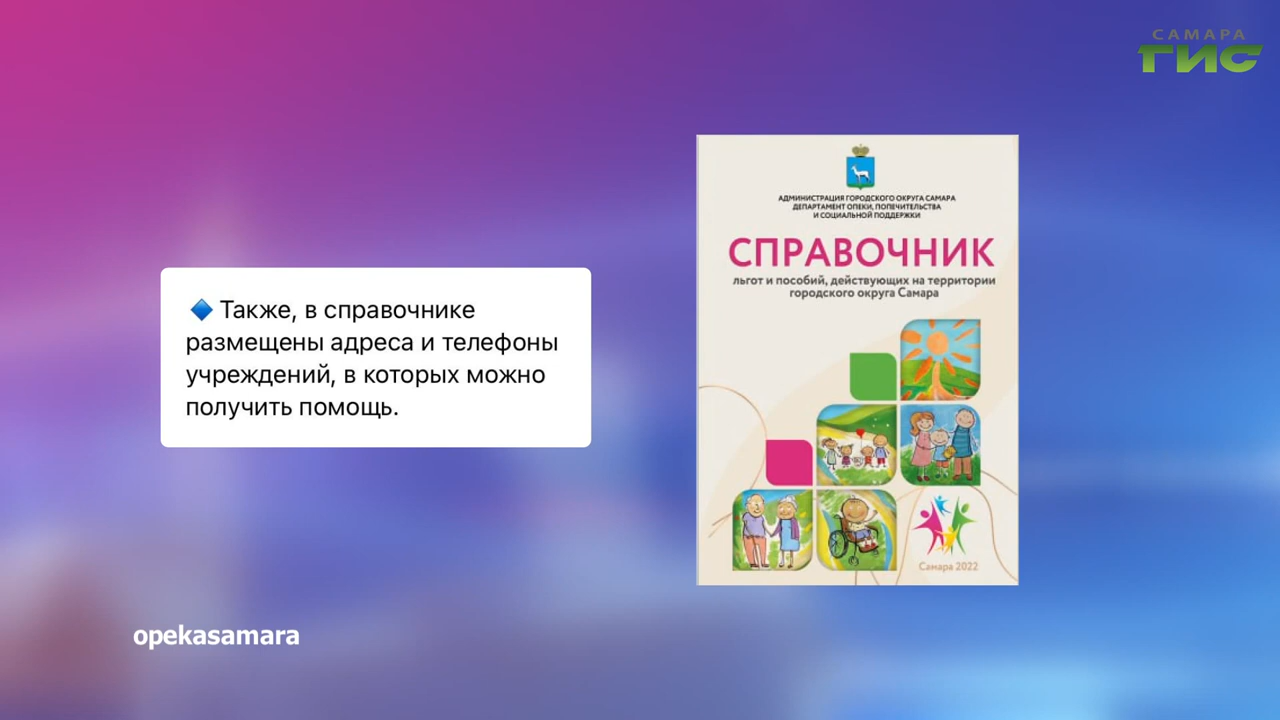 САМАРА
ГИС
🔷 Также, в справочнике
размещены адреса и телефоны
учреждений, в которых можно
получить помощь.
АДМИНИСТРАЦИЯ ГОРОДСКОГО ОКРУГА САМАРА
ДЕПАРТАМЕНТ ОПЕКИ, ПОПЕЧИТЕЛЬСТВА
И СОЦИАЛЬНОЙ ПОДДЕРЖКИ
СПРАВОЧНИК
льгот и пособий, действующих на территории
городского округа Самара
Самара 2022
opekasamara